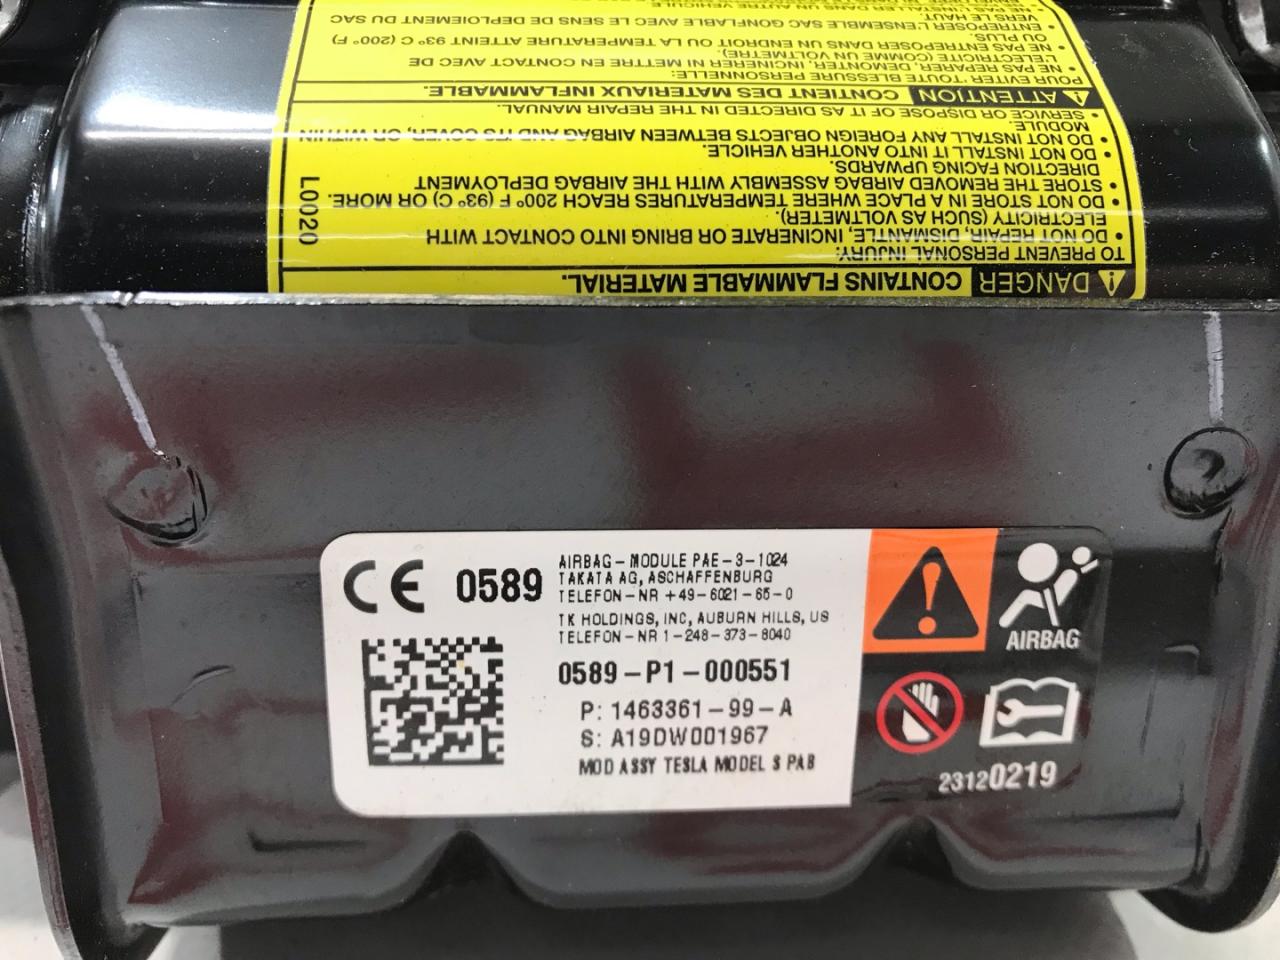 ⚠ DANGER CONTAINS FLAMMABLE MATERIAL.
TO PREVENT PERSONAL INJURY:
• DO NOT REPAIR, DISMANTLE, INCINERATE OR BRING INTO CONTACT WITH
ELECTRICITY (SUCH AS VOLTMETER).
• DO NOT STORE IN A PLACE WHERE TEMPERATURES REACH 200° F (93° C) OR MORE.
• STORE THE REMOVED AIRBAG ASSEMBLY WITH THE AIRBAG DEPLOYMENT
DIRECTION FACING UPWARDS.
• DO NOT INSTALL IT INTO ANOTHER VEHICLE.
• DO NOT INSTALL ANY FOREIGN OBJECTS BETWEEN AIRBAG AND ITS COVER, OR WITHIN
MODULE.
• SERVICE OR DISPOSE OF IT AS DIRECTED IN THE REPAIR MANUAL.
⚠ ATTENTION CONTIENT DES MATERIAUX INFLAMMABLE.
POUR EVITER TOUTE BLESSURE PERSONNELLE:
• NE PAS REPARER, DEMONTER, INCINERER NI METTRE EN CONTACT AVEC DE
L'ELECTRICITE (COMME UN VOLTMETRE).
• NE PAS ENTREPOSER DANS UN ENDROIT OU LA TEMPERATURE ATTEINT 93° C (200° F)
OU PLUS.
• ENTREPOSER L'ENSEMBLE SAC GONFLABLE AVEC LE SENS DE DEPLOIEMENT DU SAC
VERS LE HAUT.
L0020
CE 0589
AIRBAG-MODULE PAE-3-1024
TAKATA AG, ASCHAFFENBURG
TELEFON-NR +49-6021-65-0
TK HOLDINGS, INC, AUBURN HILLS, US
TELEFON-NR 1-248-373-8040
0589-P1-000551
P: 1463361-99-A
S: A19DW001967
MOD ASSY TESLA MODEL S PAB
AIRBAG
23120219